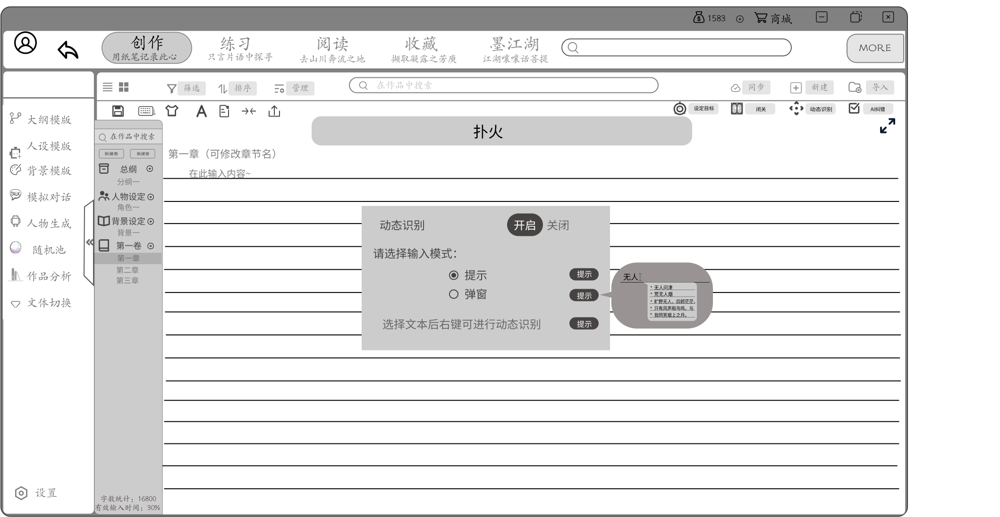 1583
商城
创作
用纸笔记录此心
练习
只言片语中探寻
阅读
去山川奔流之地
收藏
撷取凝露之芳庾
墨江湖
江湖嚷嚷话菩提
MORE
筛选
排序
管理
在作品中搜索
同步
新建
导入
设定目标
闭关
动态识别
AI纠错
大纲模版
人设模版
背景模版
TALK
模拟对话
人物生成
随机池
作品分析
文体切换
设置
在作品中搜索
新建卷
新建章
总纲
分纲一
人物设定
角色一
背景设定
背景一
第一卷
第一章
第二章
第三章
字数统计：16800
有效输入时间：30%
扑火
第一章（可修改章节名）
在此输入内容~
动态识别
开启 关闭
请选择输入模式：
提示
提示
弹窗
提示
选择文本后右键可进行动态识别
提示
无人
• 无人问津
• 荒无人烟
• 旷野无人，四顾茫茫，
• 只有风声和鸟鸣，与
• 我同赏烟上之月。